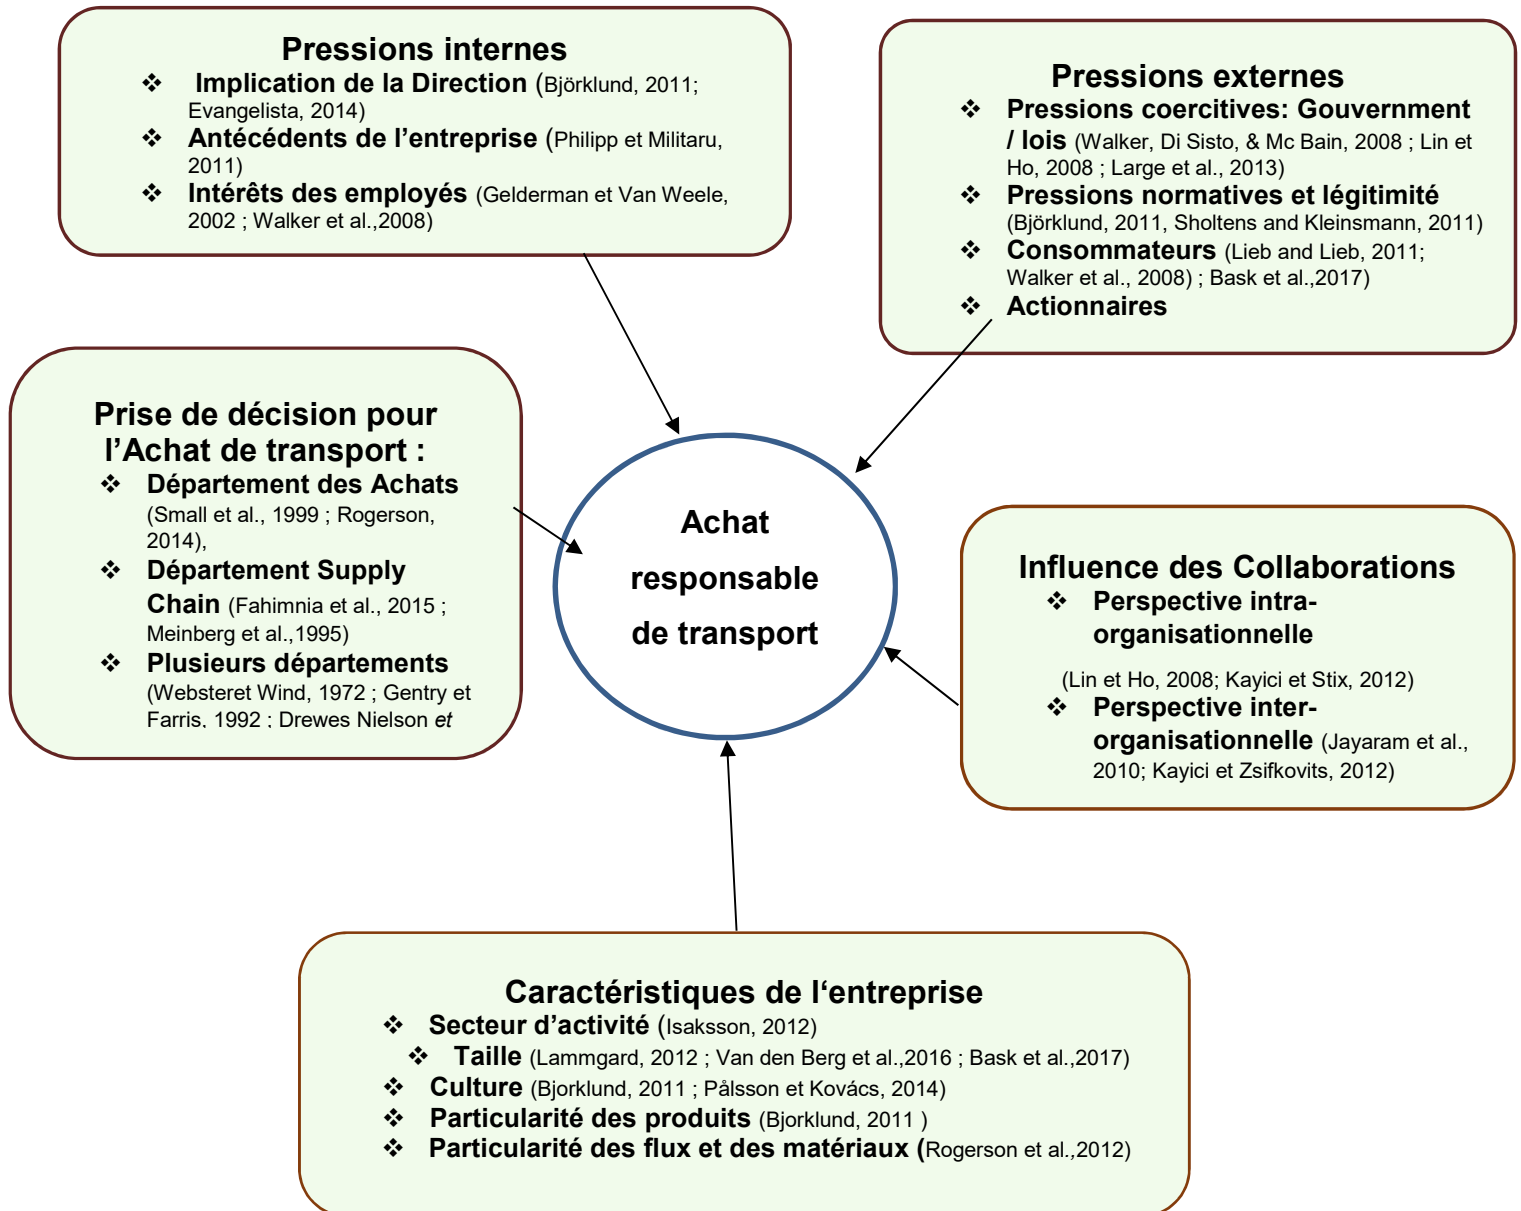 Pressions internes
❖ Implication de la Direction (Björklund, 2011;
Evangelista, 2014)
❖ Antécédents de l’entreprise (Philipp et Militaru,
2011)
❖ Intérêts des employés (Gelderman et Van Weele,
2002 ; Walker et al.,2008)
Pressions externes
❖ Pressions coercitives: Gouvernment
/ lois (Walker, Di Sisto, & Mc Bain, 2008 ; Lin et
Ho, 2008 ; Large et al., 2013)
❖ Pressions normatives et légitimité
(Björklund, 2011, Sholtens and Kleinsmann, 2011)
❖ Consommateurs (Lieb and Lieb, 2011;
Walker et al., 2008) ; Bask et al.,2017)
❖ Actionnaires
Prise de décision pour
l’Achat de transport :
❖ Département des Achats
(Small et al., 1999 ; Rogerson,
2014),
❖ Département Supply
Chain (Fahimnia et al., 2015 ;
Meinberg et al.,1995)
❖ Plusieurs départements
(Websteret Wind, 1972 ; Gentry et
Farris, 1992 ; Drewes Nielson et
Achat
responsable
de transport
Influence des Collaborations
❖ Perspective intra-
organisationnelle
(Lin et Ho, 2008; Kayici et Stix, 2012)
❖ Perspective inter-
organisationnelle (Jayaram et al.,
2010; Kayici et Zsifkovits, 2012)
Caractéristiques de l‘entreprise
❖ Secteur d’activité (Isaksson, 2012)
❖ Taille (Lammgard, 2012 ; Van den Berg et al.,2016 ; Bask et al.,2017)
❖ Culture (Bjorklund, 2011 ; Pålsson et Kovács, 2014)
❖ Particularité des produits (Bjorklund, 2011 )
❖ Particularité des flux et des matériaux (Rogerson et al.,2012)